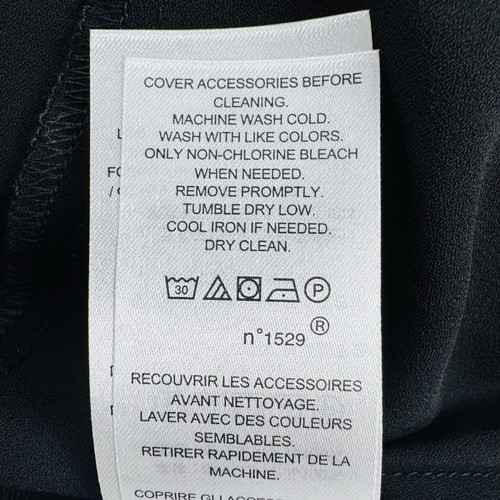 COVER ACCESSORIES BEFORE
CLEANING.
MACHINE WASH COLD.
WASH WITH LIKE COLORS.
ONLY NON-CHLORINE BLEACH
WHEN NEEDED.
REMOVE PROMPTLY.
TUMBLE DRY LOW.
COOL IRON IF NEEDED.
DRY CLEAN.
30 P
n°1529®
RECOUVRIR LES ACCESSOIRES
AVANT NETTOYAGE.
LAVER AVEC DES COULEURS
SEMBLABLES.
RETIRER RAPIDEMENT DE LA
MACHINE.
COPRIRE GLI